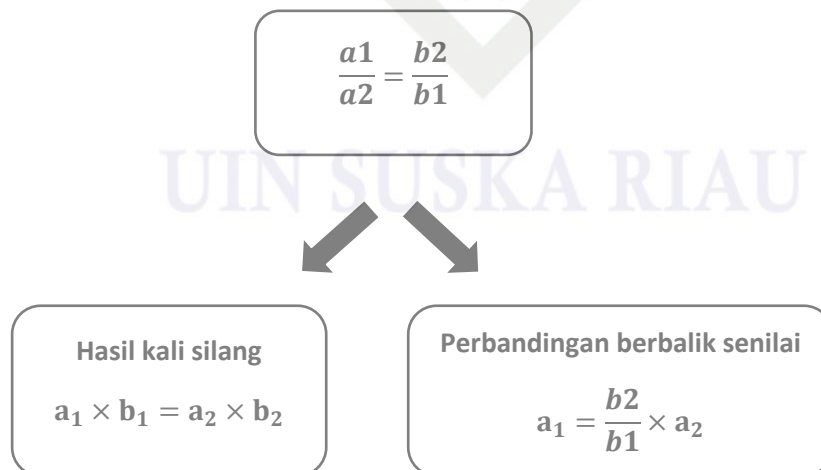 a1/a2 = b2/b1
UIN SUSKA RIAU
Hasil kali silang
a₁ × b₁ = a₂ × b₂
Perbandingan berbalik senilai
a₁ = b2/b1 × a₂